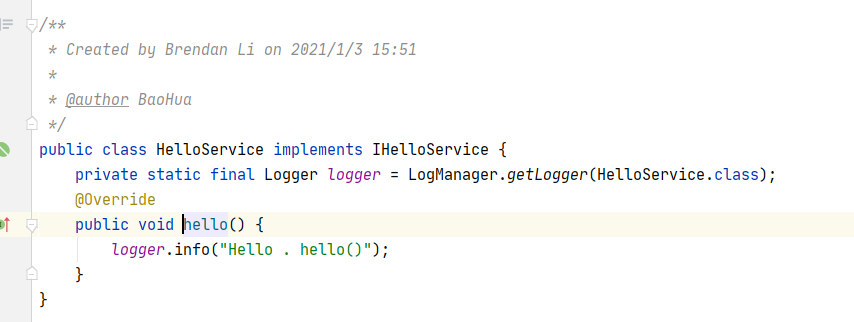 /**
 * Created by Brendan Li on 2021/1/3 15:51
 *
 * @author BaoHua
 */
public class HelloService implements IHelloService {
    private static final Logger logger = LogManager.getLogger(HelloService.class);
    @Override
    public void hello() {
        logger.info("Hello . hello()");
    }
}